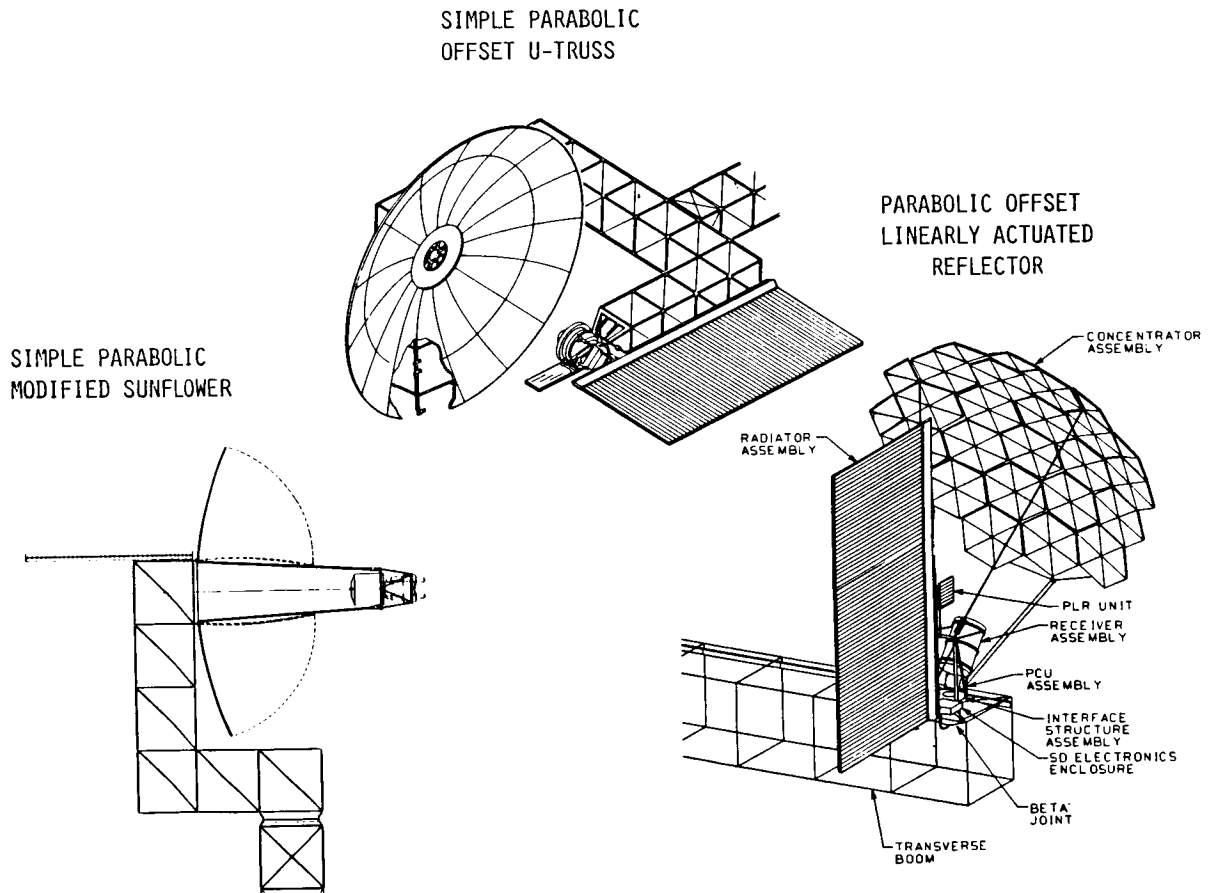 SIMPLE PARABOLIC
OFFSET U-TRUSS
PARABOLIC OFFSET
LINEARLY ACTUATED
REFLECTOR
SIMPLE PARABOLIC
MODIFIED SUNFLOWER
CONCENTRATOR
ASSEMBLY
RADIATOR
ASSEMBLY
PLR UNIT
RECEIVER
ASSEMBLY
PCU
ASSEMBLY
INTERFACE
STRUCTURE
ASSEMBLY
SD ELECTRONICS
ENCLOSURE
BETA
JOINT
TRANSVERSE
BOOM